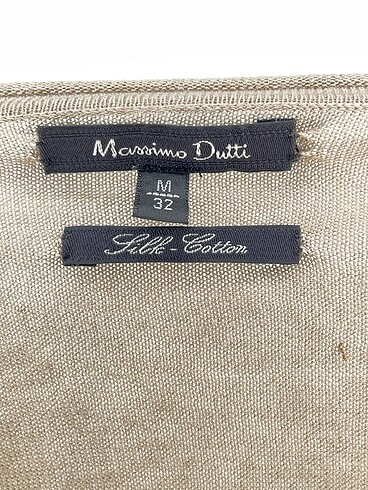 Massimo Dutti
M
32
Silk - Cotton